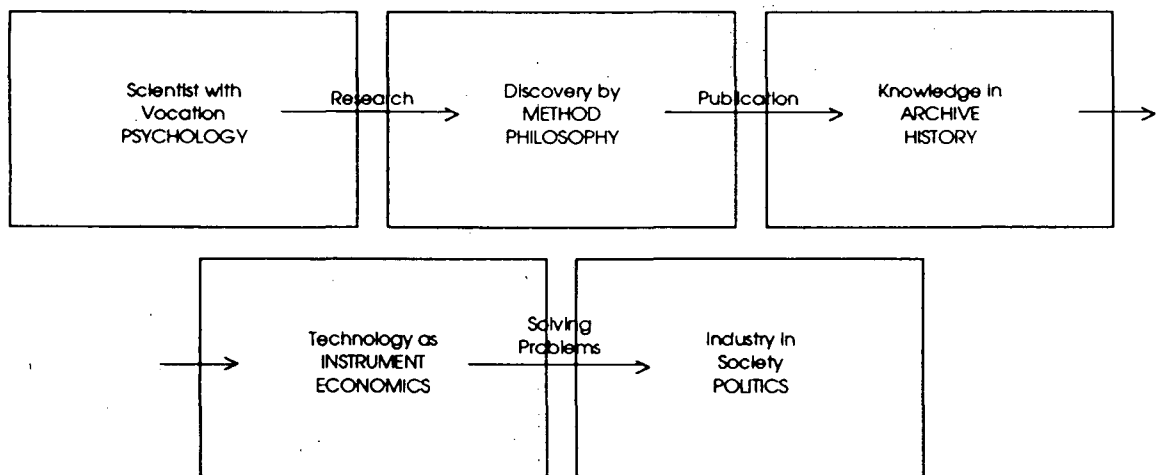 Scientist with
Vocation
PSYCHOLOGY
Research
Discovery by
METHOD
PHILOSOPHY
Publication
Knowledge in
ARCHIVE
HISTORY
Technology as
INSTRUMENT
ECONOMICS
Solving
Problems
Industry in
Society
POLITICS